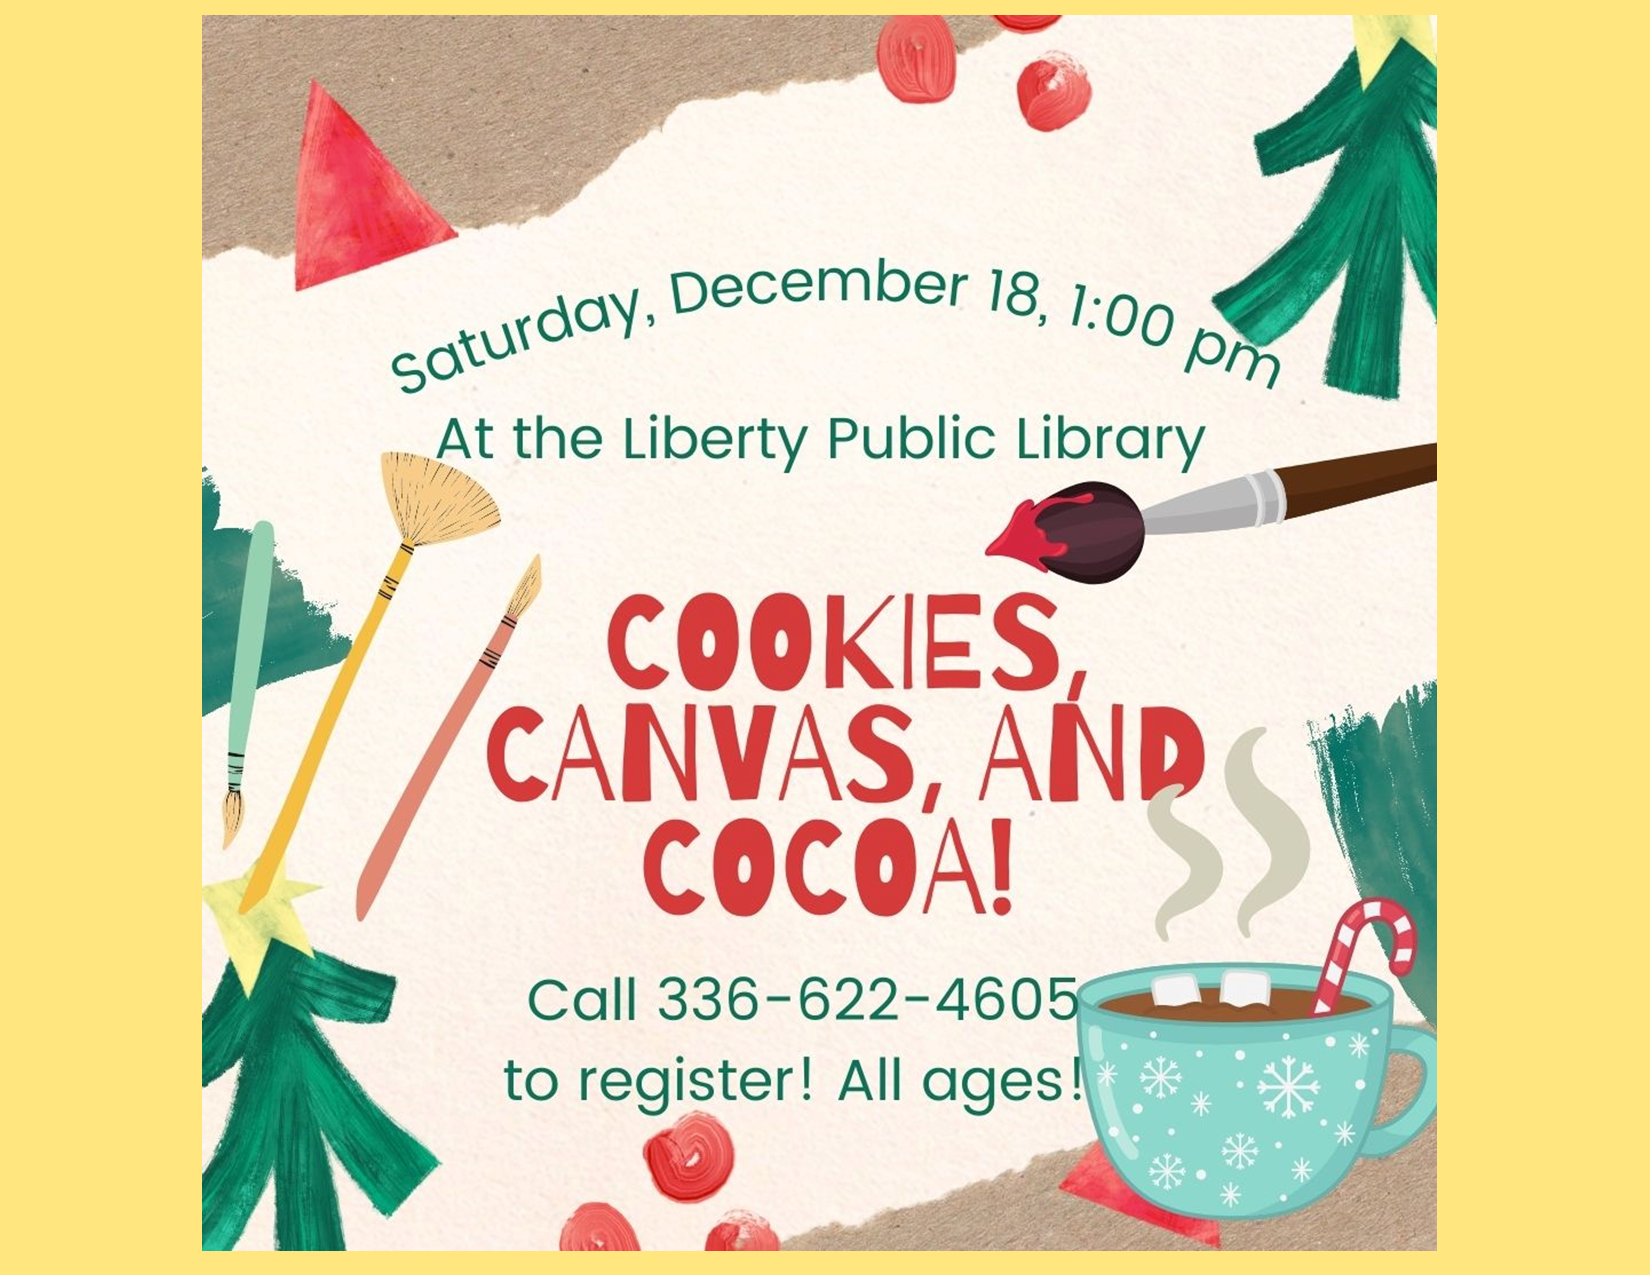 Saturday, December 18, 1:00 pm
At the Liberty Public Library
COOKIES,
CANVAS, AND
COCOA!
Call 336-622-4605
to register! All ages!